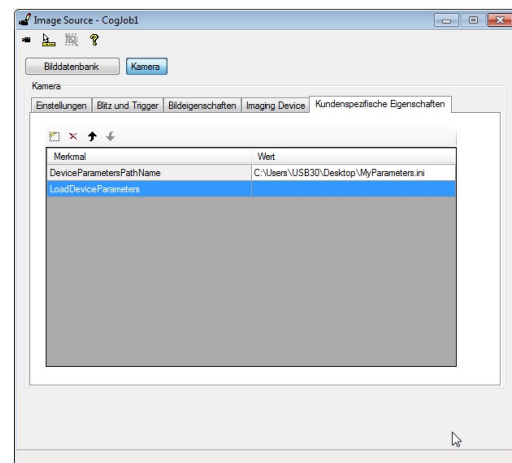 Image Source - CogJob1
Bilddatenbank Kamera
Kamera
Einstellungen Blitz und Trigger Bildeigenschaften Imaging Device Kundenspezifische Eigenschaften
Merkmal Wert
DeviceParametersPathName C:\Users\USB30\Desktop\MyParameters.ini
LoadDeviceParameters